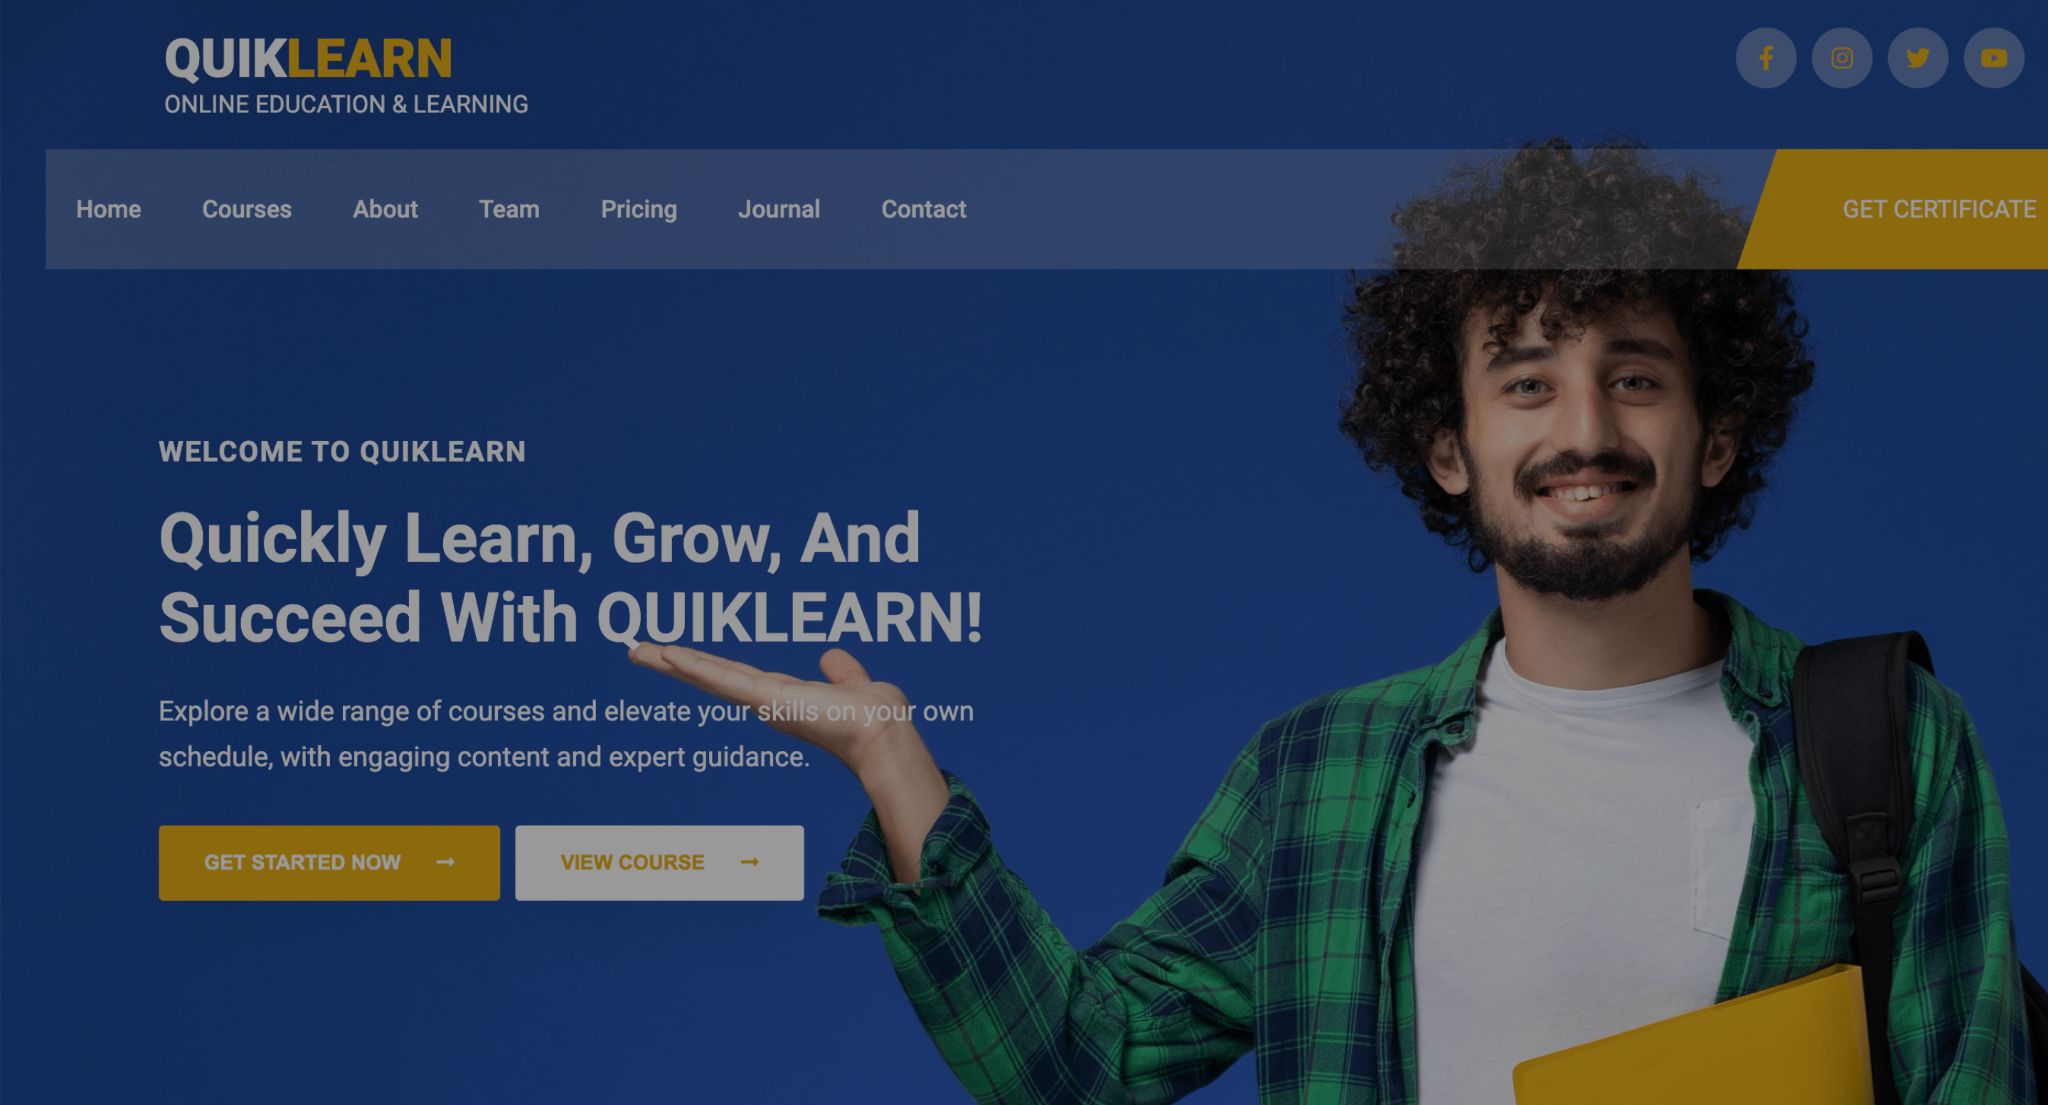 QUIKLEARN
ONLINE EDUCATION & LEARNING
Home Courses About Team Pricing Journal Contact
GET CERTIFICATE
WELCOME TO QUIKLEARN
Quickly Learn, Grow, And
Succeed With QUIKLEARN!
Explore a wide range of courses and elevate your skills on your own
schedule, with engaging content and expert guidance.
GET STARTED NOW
VIEW COURSE